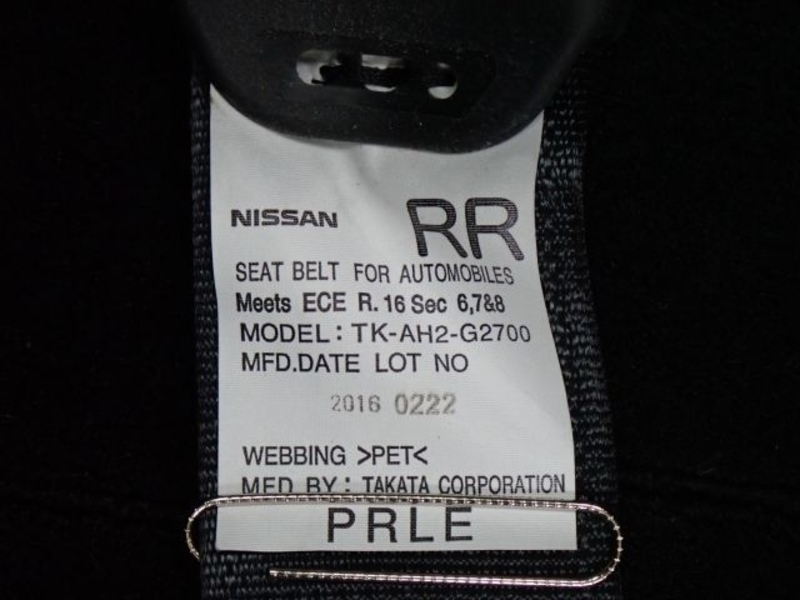 NISSAN RR
SEAT BELT FOR AUTOMOBILES
Meets ECE R. 16 Sec 6,7&8
MODEL: TK-AH2-G2700
MFD.DATE LOT NO
2016 0222
WEBBING >PET<
MFD BY: TAKATA CORPORATION
PRLE